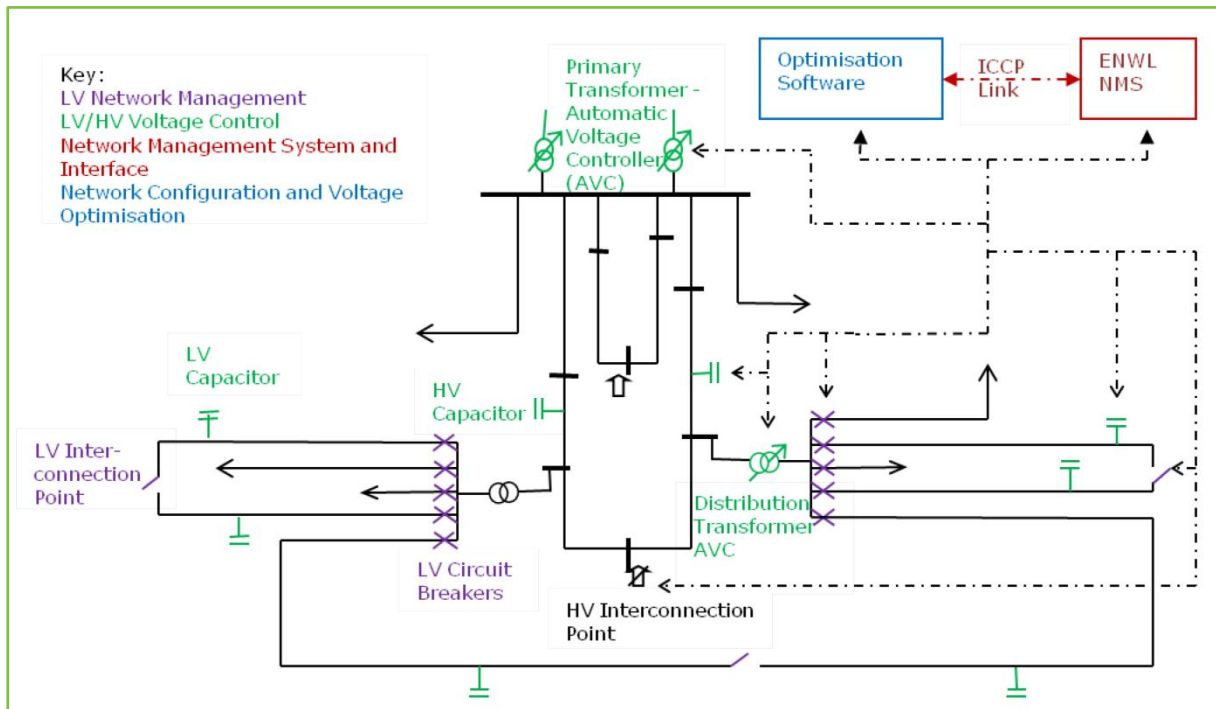 Key:
LV Network Management
LV/HV Voltage Control
Network Management System and
Interface
Network Configuration and Voltage
Optimisation
Primary
Transformer -
Automatic
Voltage
Controller
(AVC)
Optimisation
Software
ICCP
Link
ENWL
NMS
LV
Capacitor
HV
Capacitor
LV Inter-
connection
Point
LV Circuit
Breakers
Distribution
Transformer
AVC
HV Interconnection
Point